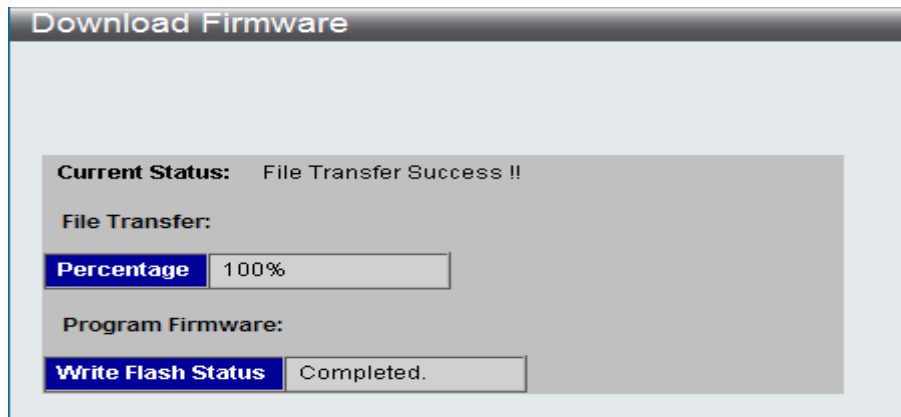 Download Firmware
Current Status: File Transfer Success !!
File Transfer:
Percentage 100%
Program Firmware:
Write Flash Status Completed.